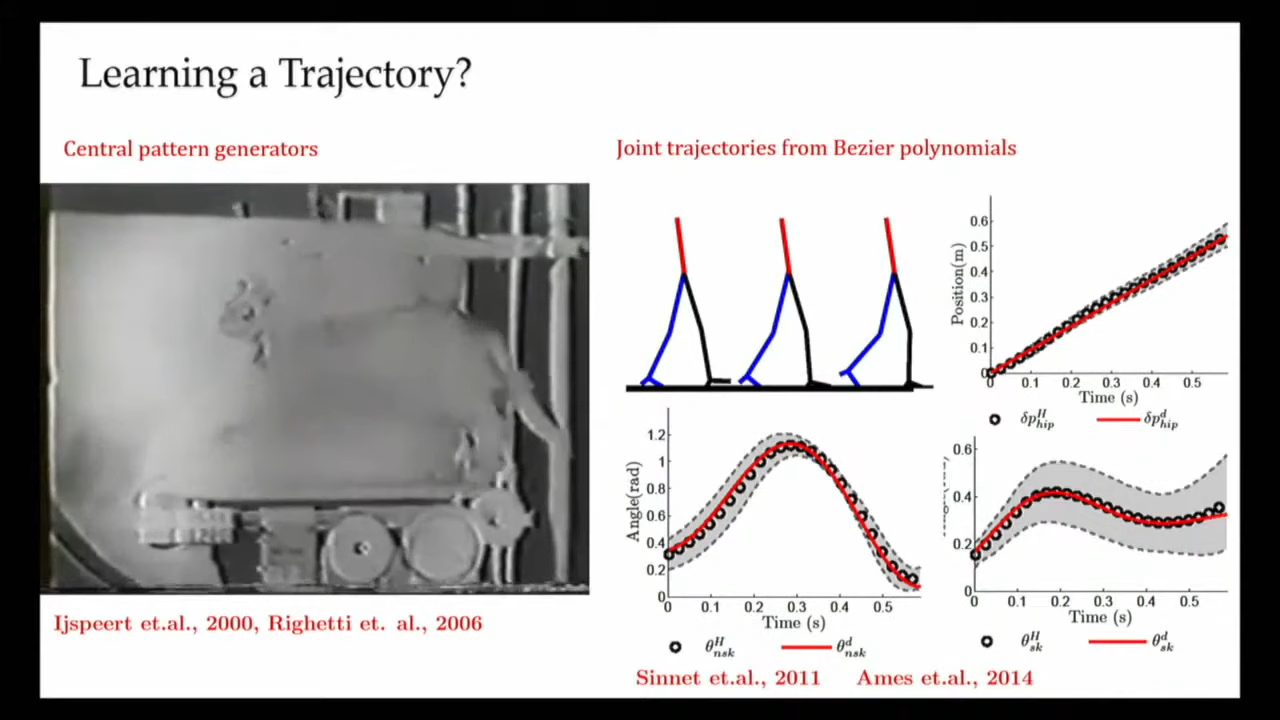 Learning a Trajectory?
Central pattern generators
Joint trajectories from Bezier polynomials
Ijspeert et.al., 2000, Righetti et. al., 2006
Position(m)
0.6
0.5
0.4
0.3
0.2
0.1
0
0 0.1 0.2 0.3 0.4 0.5
Time (s)
δp^H_hip δp^d_hip
Angle(rad)
1.2
1
0.8
0.6
0.4
0.2
0
0 0.1 0.2 0.3 0.4 0.5
Time (s)
θ^H_nsk θ^d_nsk
0.6
0.4
0.2
0
0 0.1 0.2 0.3 0.4 0.5
Time (s)
θ^H_sk θ^d_sk
Sinnet et.al., 2011 Ames et.al., 2014